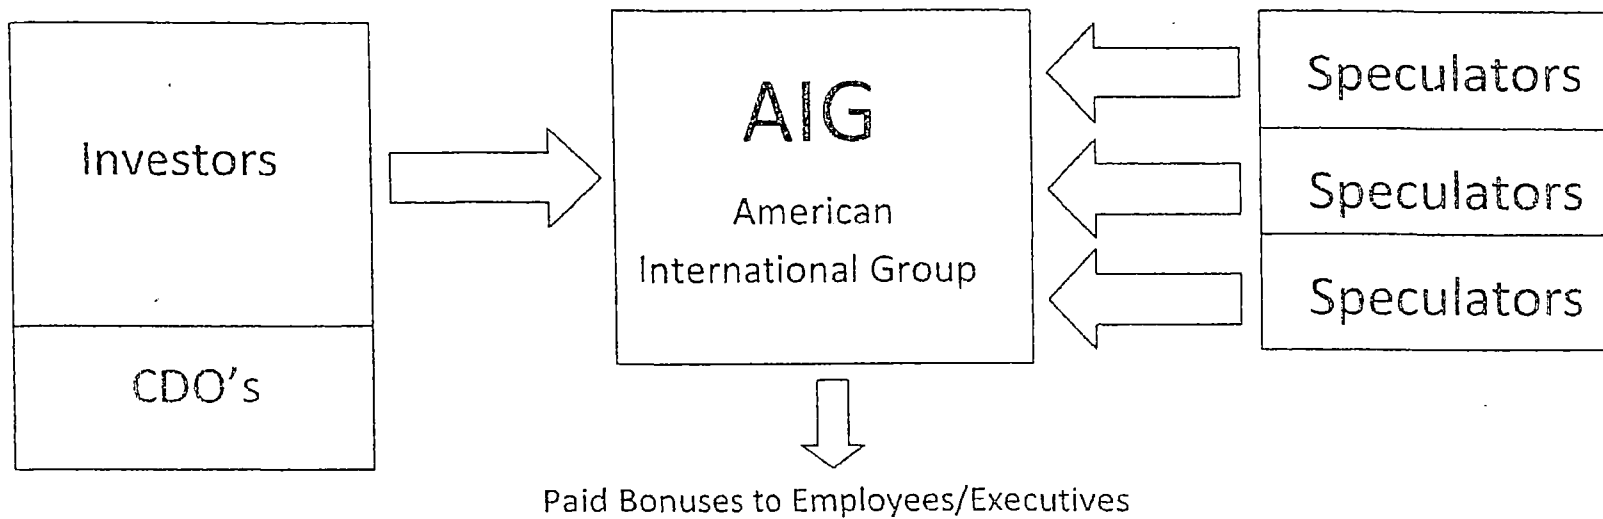 Investors
CDO's
AIG
American
International Group
Speculators
Speculators
Speculators
Paid Bonuses to Employees/Executives